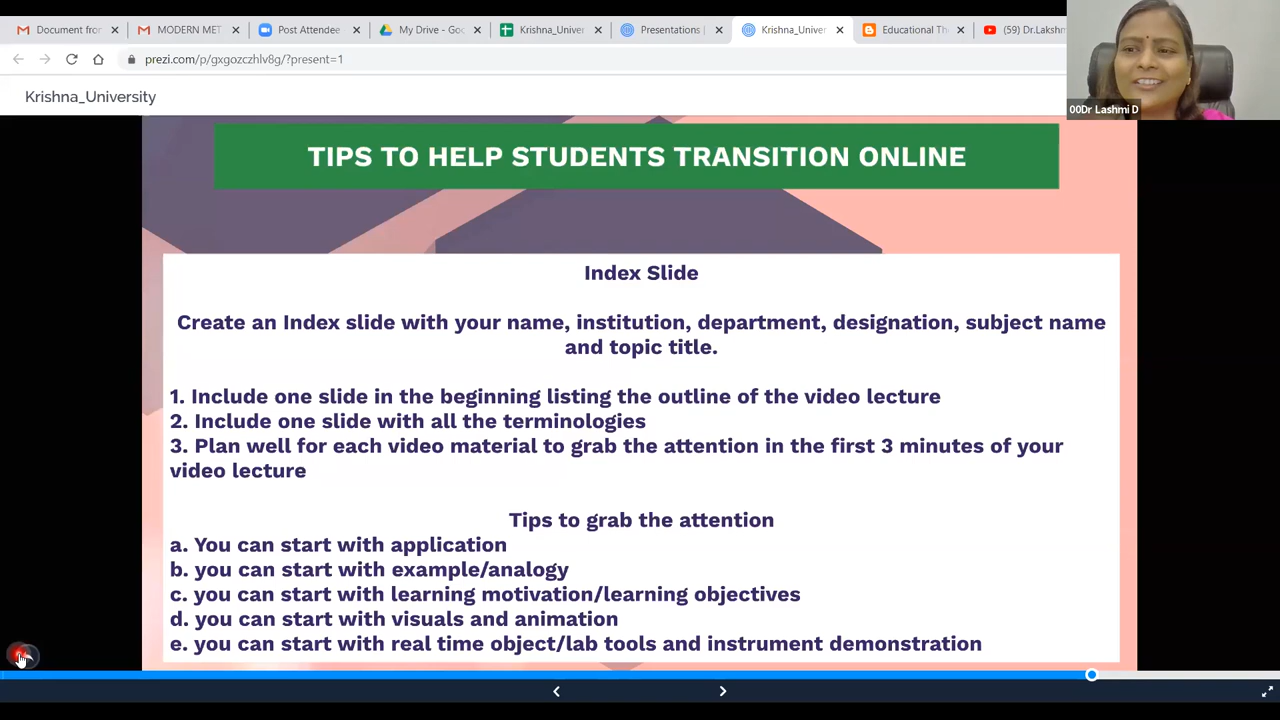 Document fror
MODERN MET
Post Attendee
My Drive - Goo
Krishna_Univer
Presentations |
Krishna_Univer
Educational Th
(59) Dr.Lakshm
prezi.com/p/gxgozczhlv8g/?present=1
00Dr Lashmi D
Krishna_University
TIPS TO HELP STUDENTS TRANSITION ONLINE
Index Slide
Create an Index slide with your name, institution, department, designation, subject name
and topic title.
1. Include one slide in the beginning listing the outline of the video lecture
2. Include one slide with all the terminologies
3. Plan well for each video material to grab the attention in the first 3 minutes of your
video lecture
Tips to grab the attention
a. You can start with application
b. you can start with example/analogy
c. you can start with learning motivation/learning objectives
d. you can start with visuals and animation
e. you can start with real time object/lab tools and instrument demonstration